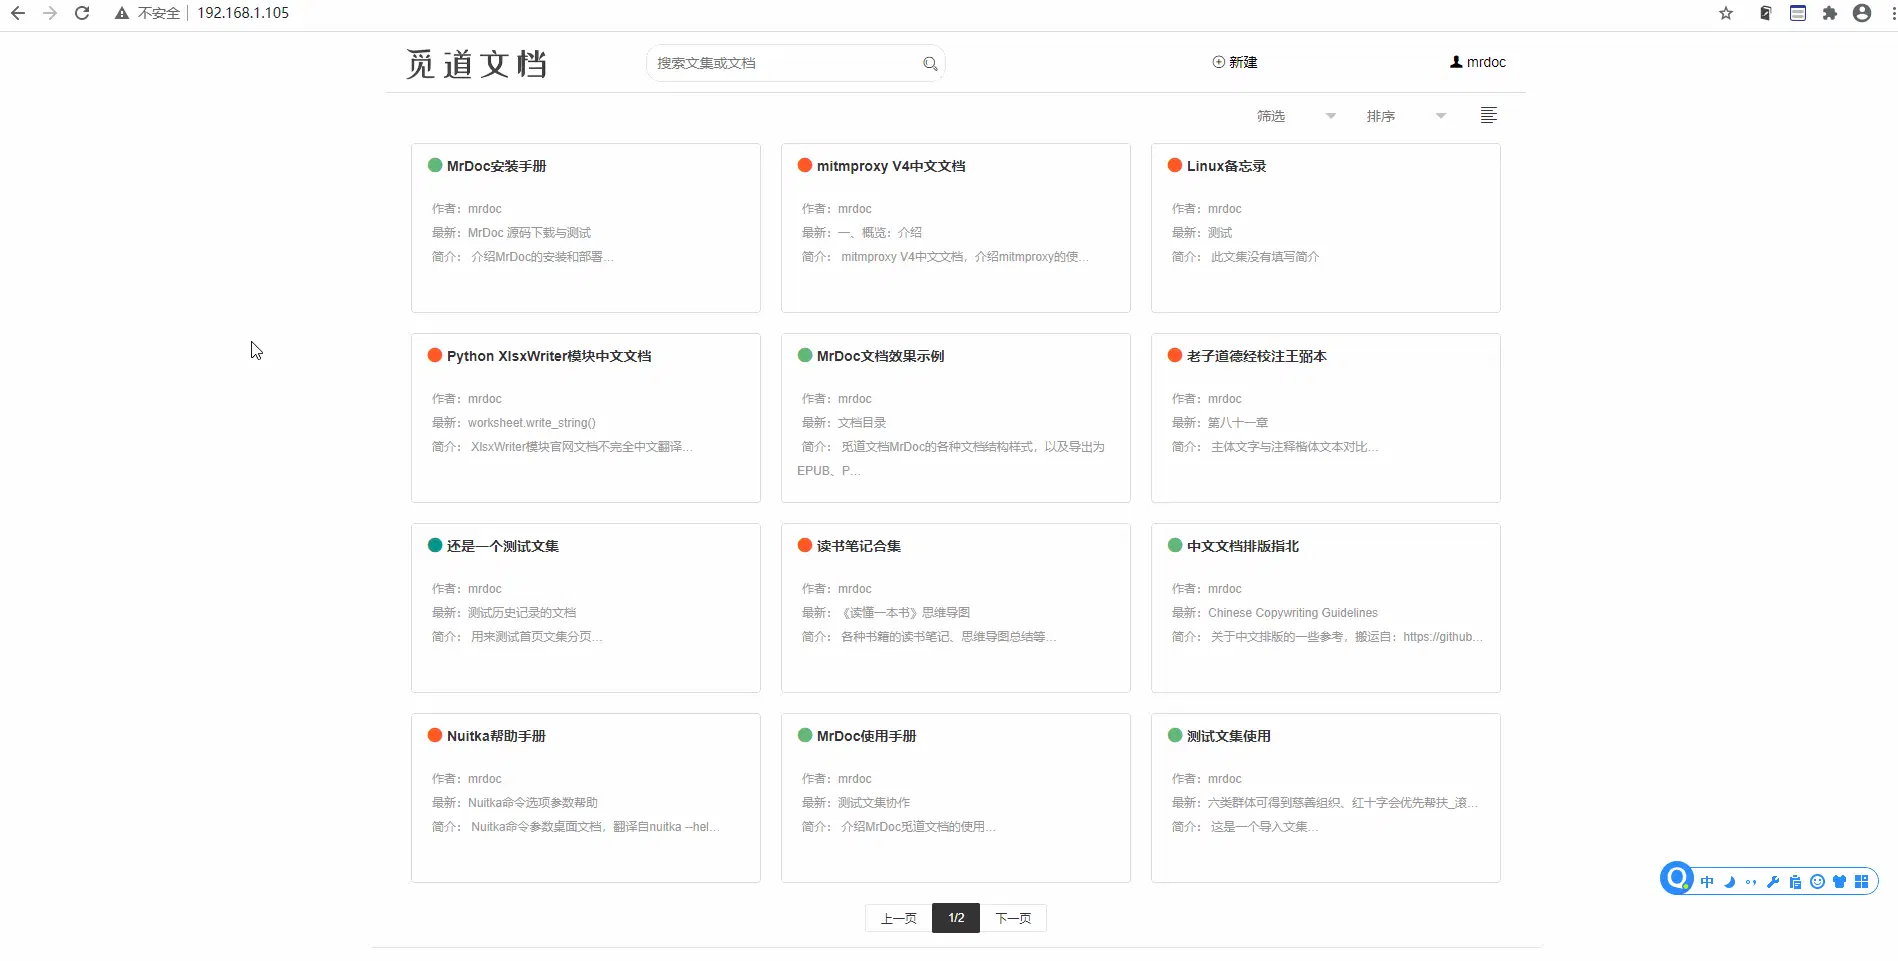 不安全 192.168.1.105
觅道文档 搜索文集或文档 新建 mrdoc
筛选 排序
MrDoc安装手册
作者：mrdoc
最新：MrDoc 源码下载与测试
简介： 介绍MrDoc的安装和部署...
mitmproxy V4中文文档
作者：mrdoc
最新：一、概览：介绍
简介： mitmproxy V4中文文档，介绍mitmproxy的使...
Linux备忘录
作者：mrdoc
最新：测试
简介： 此文集没有填写简介
Python XlsxWriter模块中文文档
作者：mrdoc
最新：worksheet.write_string()
简介： XlsxWriter模块官网文档不完全中文翻译...
MrDoc文档效果示例
作者：mrdoc
最新：文档目录
简介： 觅道文档MrDoc的各种文档结构样式，以及导出为
EPUB、P...
老子道德经校注王弼本
作者：mrdoc
最新：第八十一章
简介： 主体文字与注释楷体文本对比...
还是一个测试文集
作者：mrdoc
最新：测试历史记录的文档
简介： 用来测试首页文集分页...
读书笔记合集
作者：mrdoc
最新：《读懂一本书》思维导图
简介： 各种书籍的读书笔记、思维导图总结等...
中文文档排版指北
作者：mrdoc
最新：Chinese Copywriting Guidelines
简介： 关于中文排版的一些参考，搬运自：https://github...
Nuitka帮助手册
作者：mrdoc
最新：Nuitka命令选项参数帮助
简介： Nuitka命令参数桌面文档，翻译自nuitka --hel...
MrDoc使用手册
作者：mrdoc
最新：测试文集协作
简介： 介绍MrDoc觅道文档的使用...
测试文集使用
作者：mrdoc
最新：六类群体可得到慈善组织、红十字会优先帮扶_滚...
简介： 这是一个导入文集...
中
上一页 1/2 下一页